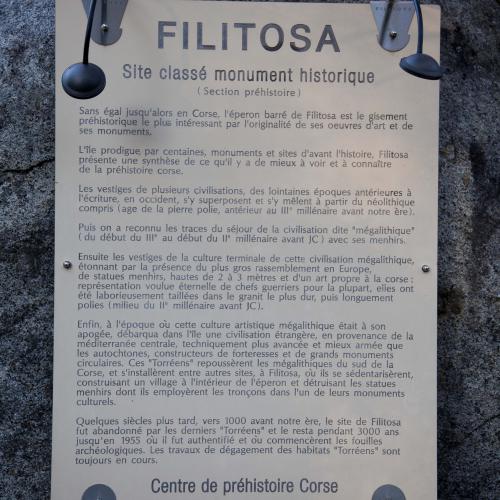 FILITOSA
Site classé monument historique
(Section préhistoire)
Sans égal jusqu'alors en Corse, l'éperon barré de Filitosa est le gisement
préhistorique le plus intéressant par l'originalité de ses oeuvres d'art et de
ses monuments.
L'île prodigue par centaines, monuments et sites d'avant l'histoire, Filitosa
présente une synthèse de ce qu'il y a de mieux à voir et à connaître
de la préhistoire corse.
Les vestiges de plusieurs civilisations, des lointaines époques antérieures à
l'écriture, en occident, s'y superposent et s'y mêlent à partir du néolithique
compris (age de la pierre polie, antérieur au IIIᵉ millénaire avant notre ère).
Puis on a reconnu les traces du séjour de la civilisation dite "mégalithique"
(du début du IIIᵉ au début du IIᵉ millénaire avant JC) avec ses menhirs.
Ensuite les vestiges de la culture terminale de cette civilisation mégalithique,
étonnant par la présence du plus gros rassemblement en Europe,
de statues menhirs, hautes de 2 à 3 mètres et d'un art propre à la corse :
représentation voulue éternelle de chefs guerriers pour la plupart, elles ont
été laborieusement taillées dans le granit le plus dur, puis longuement
polies (milieu du IIᵉ millénaire avant JC).
Enfin, à l'époque où cette culture artistique mégalithique était à son
apogée, débarqua dans l'île une civilisation étrangère, en provenance de la
méditerranée centrale, techniquement plus avancée et mieux armée que
les autochtones, constructeurs de forteresses et de grands monuments
circulaires. Ces "Torréens" repoussèrent les mégalithiques du sud de la
Corse, et s'installèrent entre autres sites, à Filitosa, où ils se sédentarisèrent,
construisant un village à l'intérieur de l'éperon et détruisant les statues
menhirs dont ils employèrent les tronçons dans l'un de leurs monuments
culturels.
Quelques siècles plus tard, vers 1000 avant notre ère, le site de Filitosa
fut abandonné par les derniers "Torréens" et le resta pendant 3000 ans
jusqu'en 1955 où il fut authentifié et où commencèrent les fouilles
archéologiques. Les travaux de dégagement des habitats "Torréens" sont
toujours en cours.
Centre de préhistoire Corse